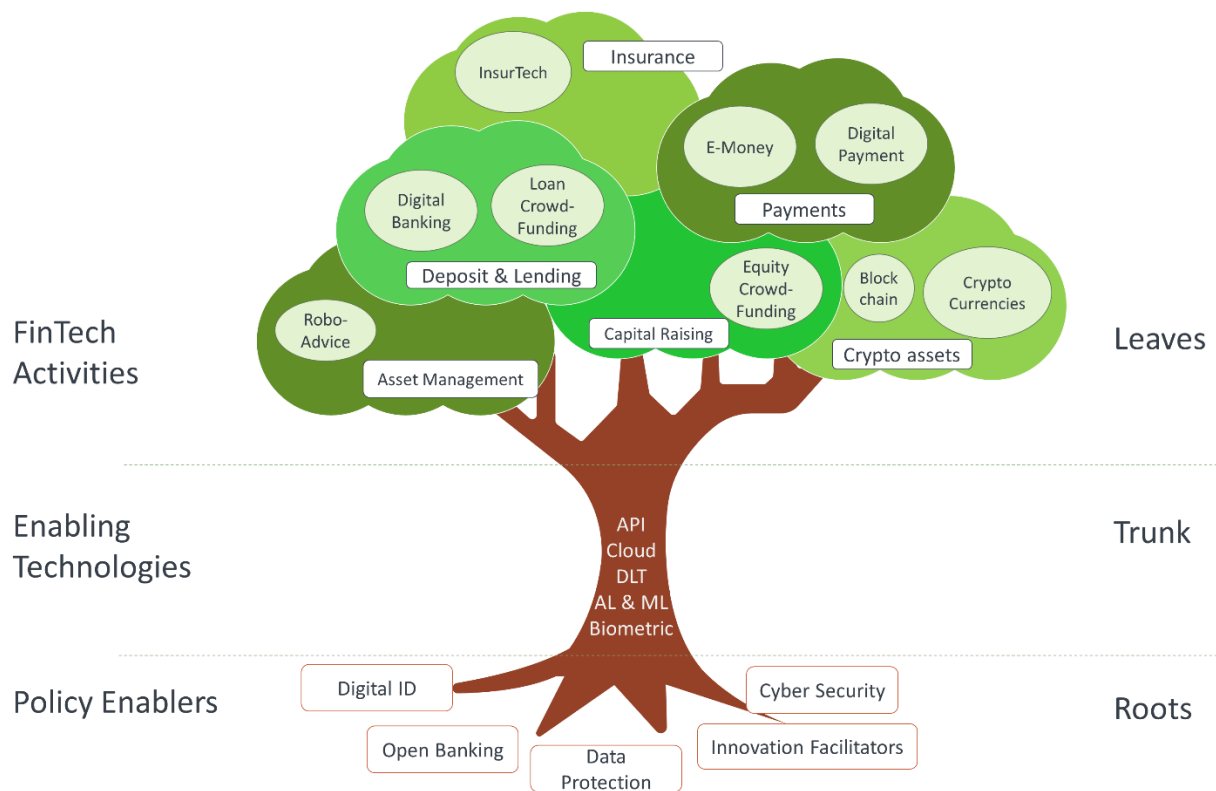 InsurTech
Insurance
E-Money
Digital
Payment
Payments
Digital
Banking
Loan
Crowd-
Funding
Deposit & Lending
Equity
Crowd-
Funding
Capital Raising
Block
chain
Crypto
Currencies
Crypto assets
Robo-
Advice
Asset Management
FinTech
Activities
Leaves
Enabling
Technologies
API
Cloud
DLT
AL & ML
Biometric
Trunk
Policy Enablers
Digital ID
Open Banking
Data
Protection
Cyber Security
Innovation Facilitators
Roots